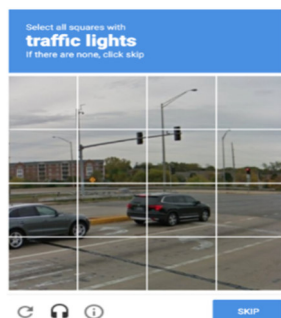 Select all squares with
traffic lights
If there are none, click skip
SKIP